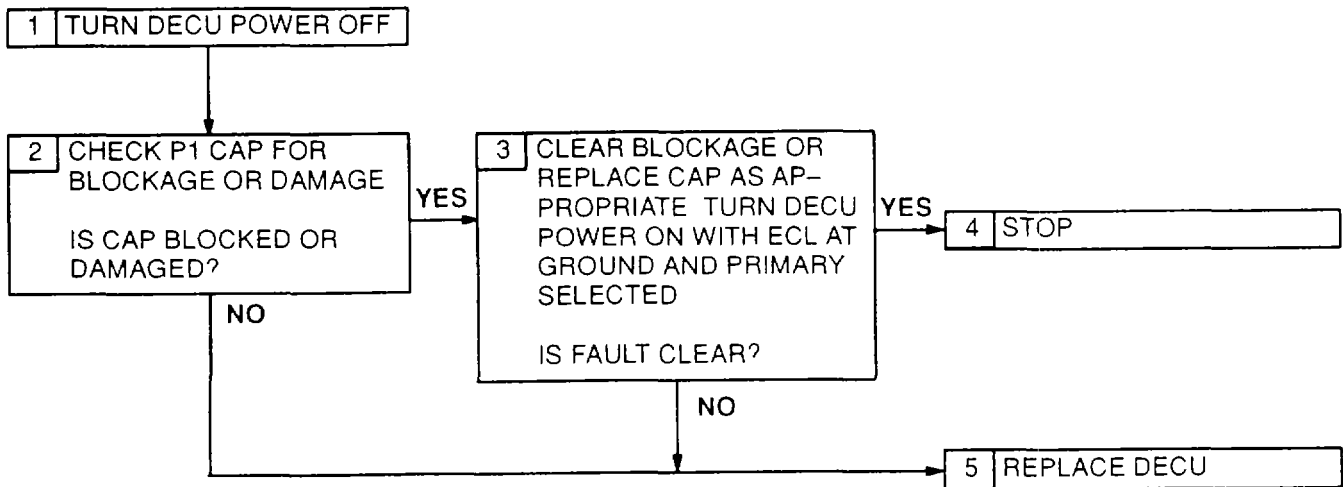 1 TURN DECU POWER OFF
2 CHECK P1 CAP FOR
BLOCKAGE OR DAMAGE
IS CAP BLOCKED OR
DAMAGED?
YES
NO
3 CLEAR BLOCKAGE OR
REPLACE CAP AS AP–
PROPRIATE TURN DECU
POWER ON WITH ECL AT
GROUND AND PRIMARY
SELECTED
IS FAULT CLEAR?
YES
NO
4 STOP
5 REPLACE DECU